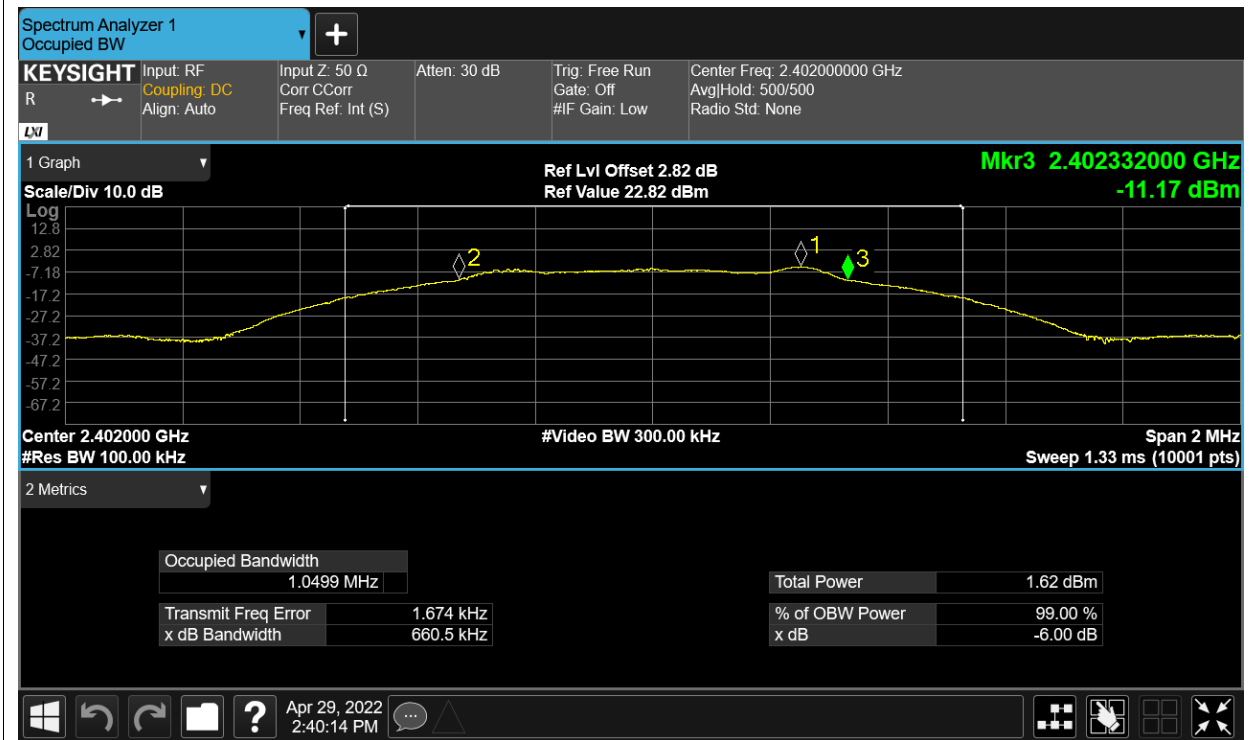 Spectrum Analyzer 1
Occupied BW
KEYSIGHT
R
LXI
Input: RF
Coupling: DC
Align: Auto
Input Z: 50 Ω
Corr CCorr
Freq Ref: Int (S)
Atten: 30 dB
Trig: Free Run
Gate: Off
#IF Gain: Low
Center Freq: 2.402000000 GHz
Avg|Hold: 500/500
Radio Std: None
1 Graph
Scale/Div 10.0 dB
Ref Lvl Offset 2.82 dB
Ref Value 22.82 dBm
Mkr3 2.402332000 GHz
-11.17 dBm
Log
12.8
2.82
-7.18
-17.2
-27.2
-37.2
-47.2
-57.2
-67.2
2
1
3
Center 2.402000 GHz
#Res BW 100.00 kHz
#Video BW 300.00 kHz
Span 2 MHz
Sweep 1.33 ms (10001 pts)
2 Metrics
Occupied Bandwidth
1.0499 MHz
Transmit Freq Error 1.674 kHz
x dB Bandwidth 660.5 kHz
Total Power 1.62 dBm
% of OBW Power 99.00 %
x dB -6.00 dB
?
Apr 29, 2022
2:40:14 PM